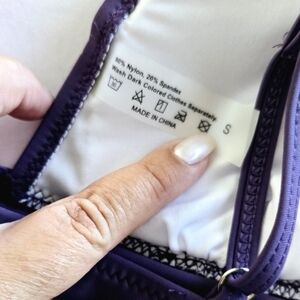 80% Nylon, 20% Spandex
Wash Dark Colored Clothes Separately
MADE IN CHINA
S